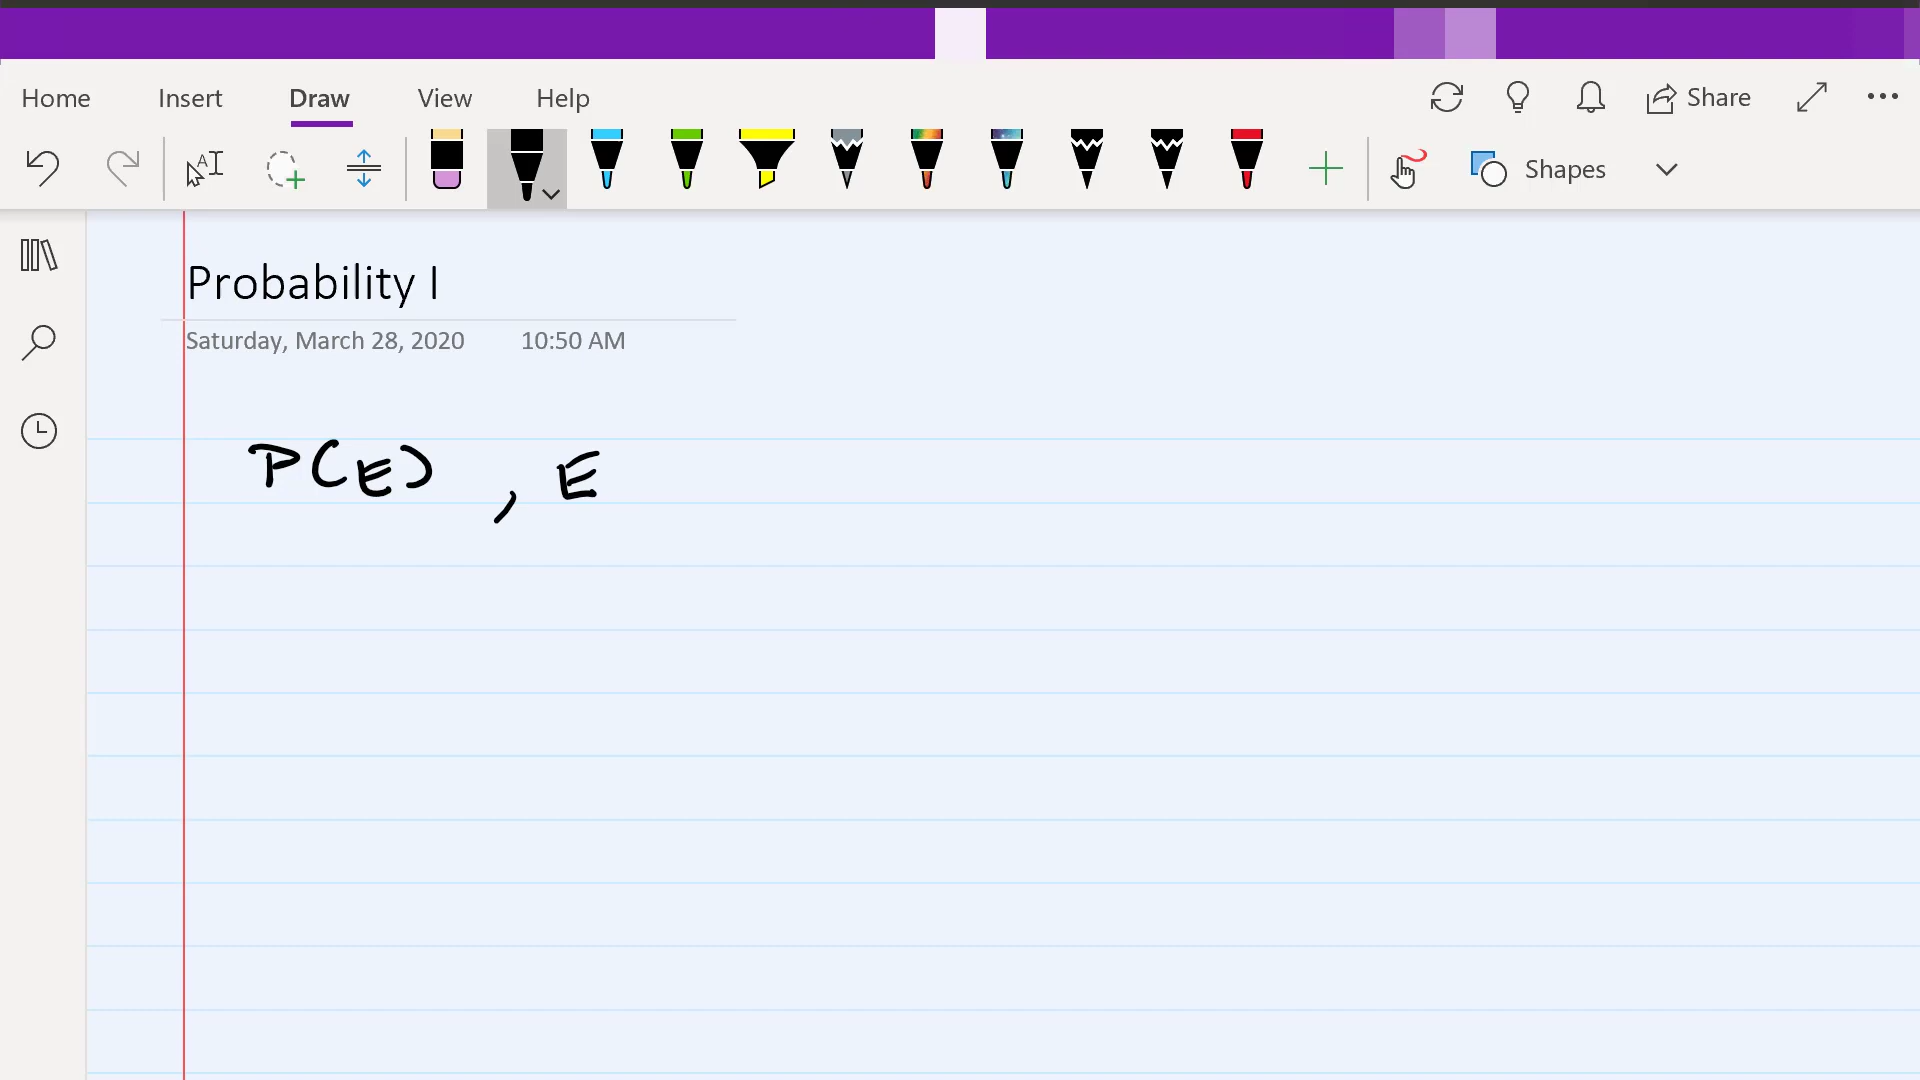 Home Insert Draw View Help Share
Shapes
Probability I
Saturday, March 28, 2020 10:50 AM
P(E) , E